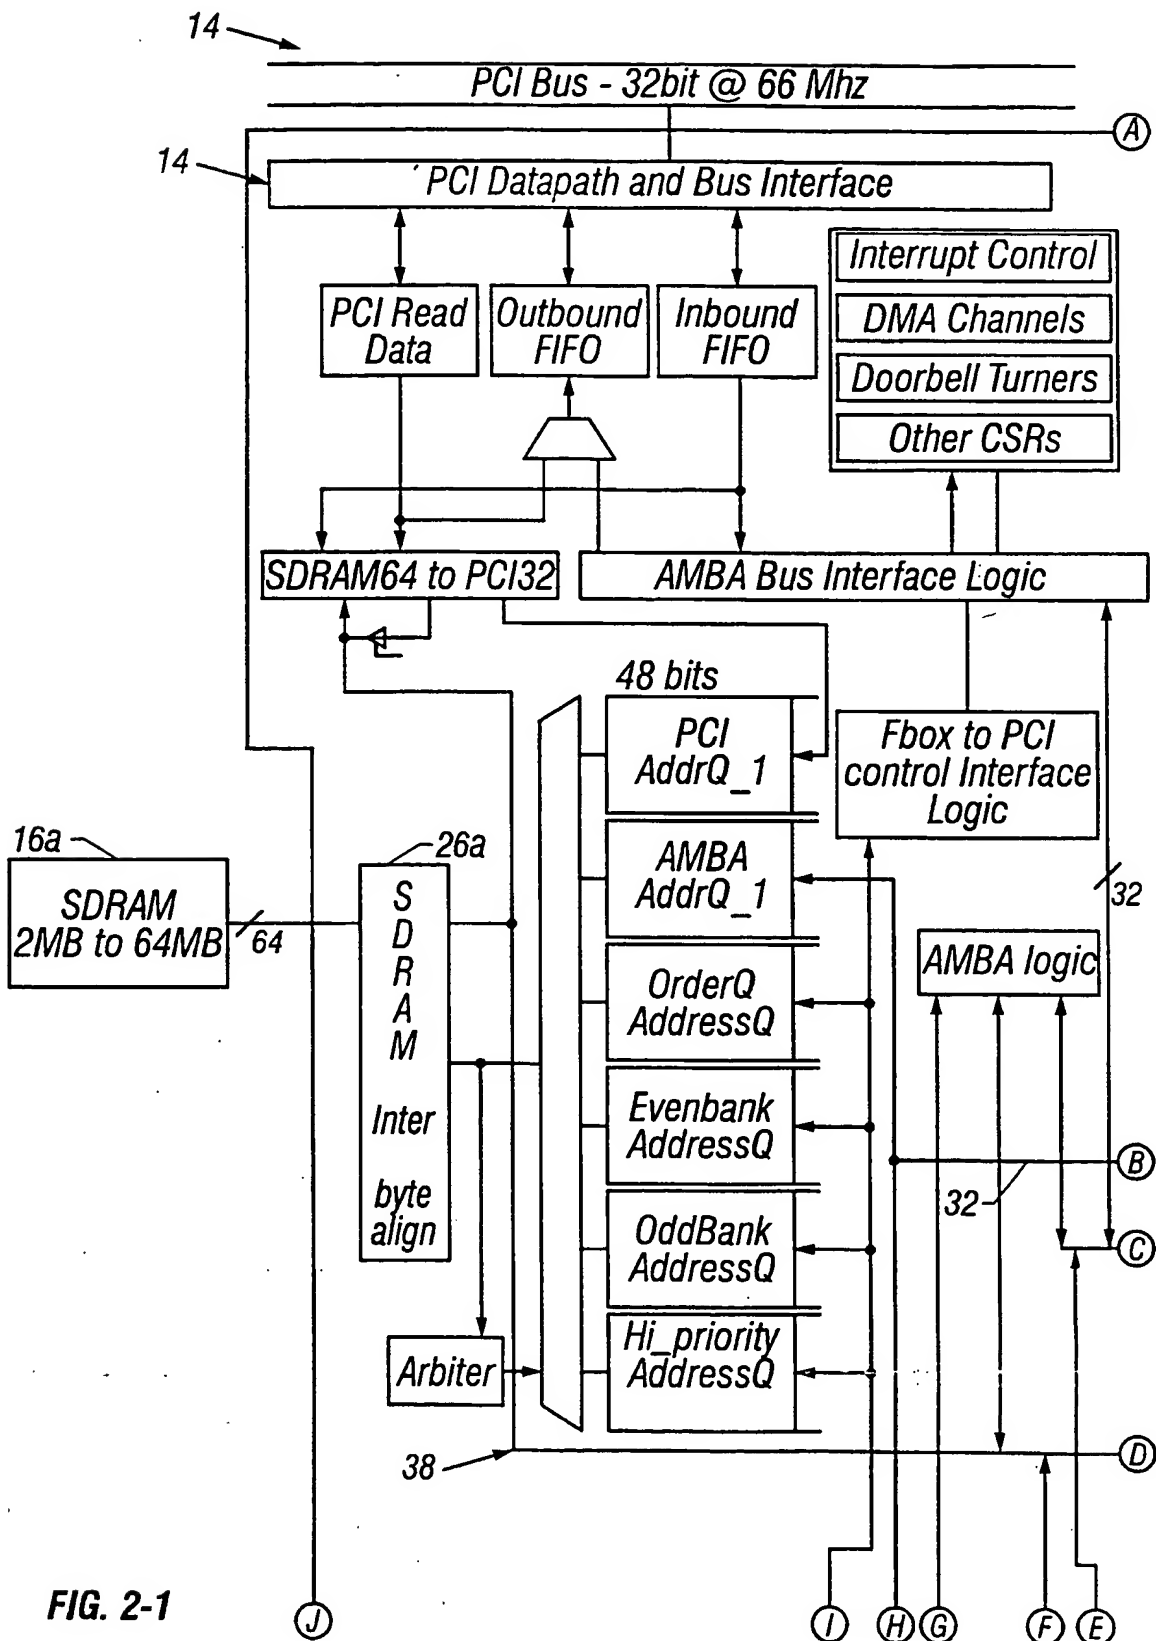 14
PCI Bus - 32bit @ 66 Mhz
A
14
PCI Datapath and Bus Interface
Interrupt Control
DMA Channels
Doorbell Turners
Other CSRs
PCI Read
Data
Outbound
FIFO
Inbound
FIFO
SDRAM64 to PCI32
AMBA Bus Interface Logic
48 bits
PCI
AddrQ_1
Fbox to PCI
control Interface
Logic
16a
SDRAM
2MB to 64MB
64
26a
SDRAM
Inter
byte
align
AMBA
AddrQ_1
32
AMBA logic
OrderQ
AddressQ
Evenbank
AddressQ
B
32
OddBank
AddressQ
C
Hi_priority
AddressQ
Arbiter
38
D
FIG. 2-1
J
I
H
G
F
E